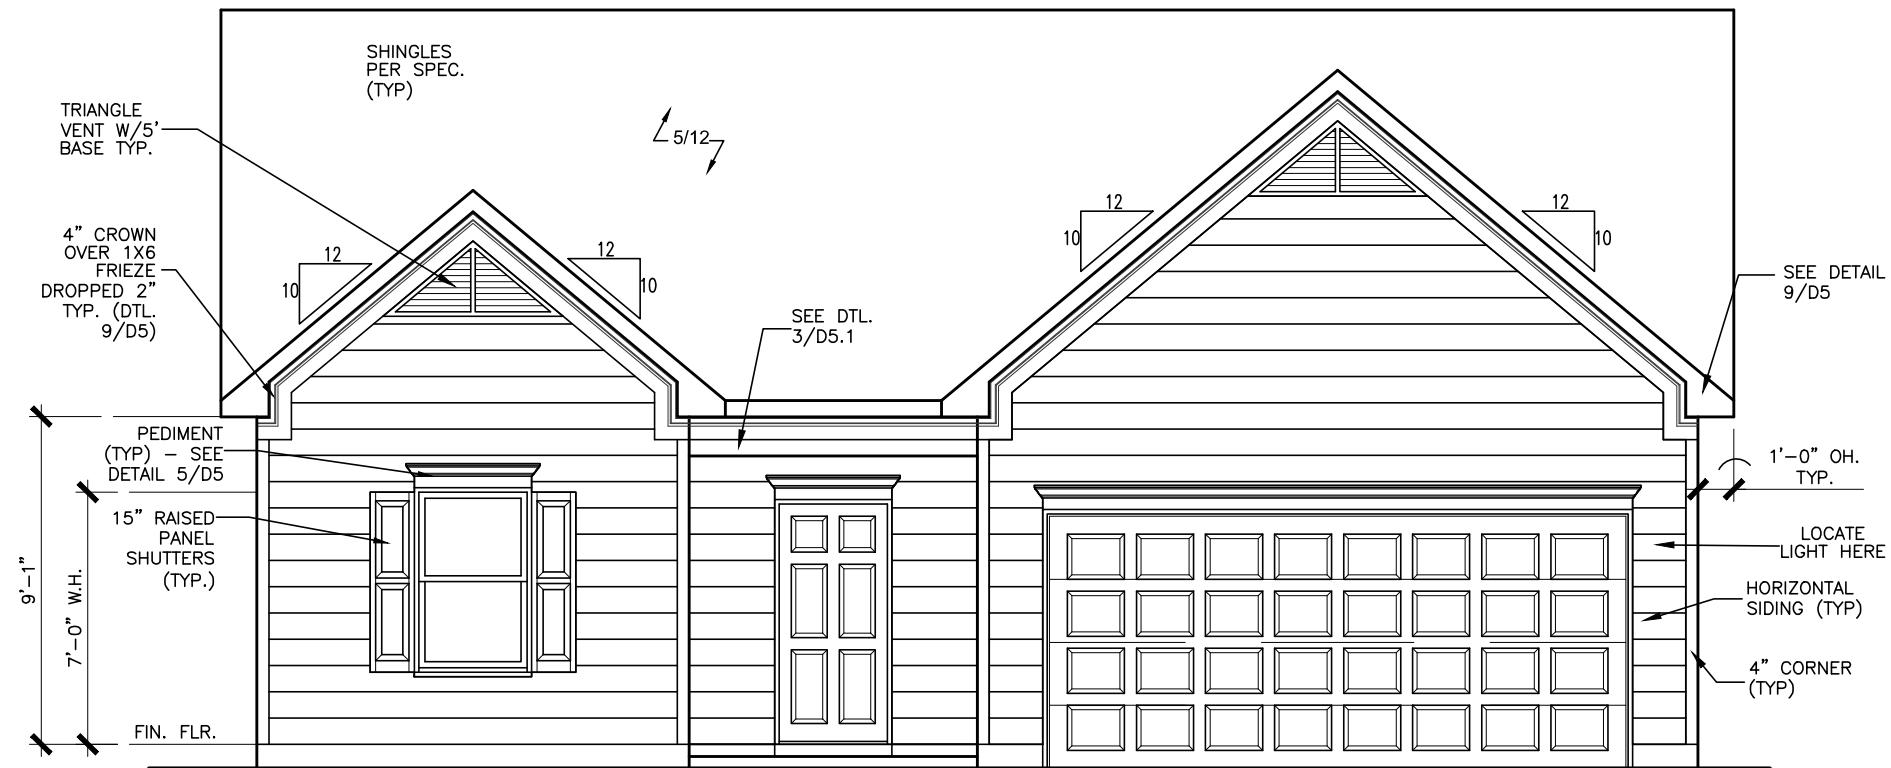 SHINGLES
PER SPEC.
(TYP)
TRIANGLE
VENT W/5'
BASE TYP.
5/12
12
10
12
10
12
10
12
10
4" CROWN
OVER 1X6
FRIEZE
DROPPED 2"
TYP. (DTL.
9/D5)
SEE DETAIL
9/D5
SEE DTL.
3/D5.1
PEDIMENT
(TYP) – SEE
DETAIL 5/D5
1'-0" OH.
TYP.
15" RAISED
PANEL
SHUTTERS
(TYP.)
LOCATE
LIGHT HERE
HORIZONTAL
SIDING (TYP)
4" CORNER
(TYP)
9'-1"
7'-0" W.H.
FIN. FLR.